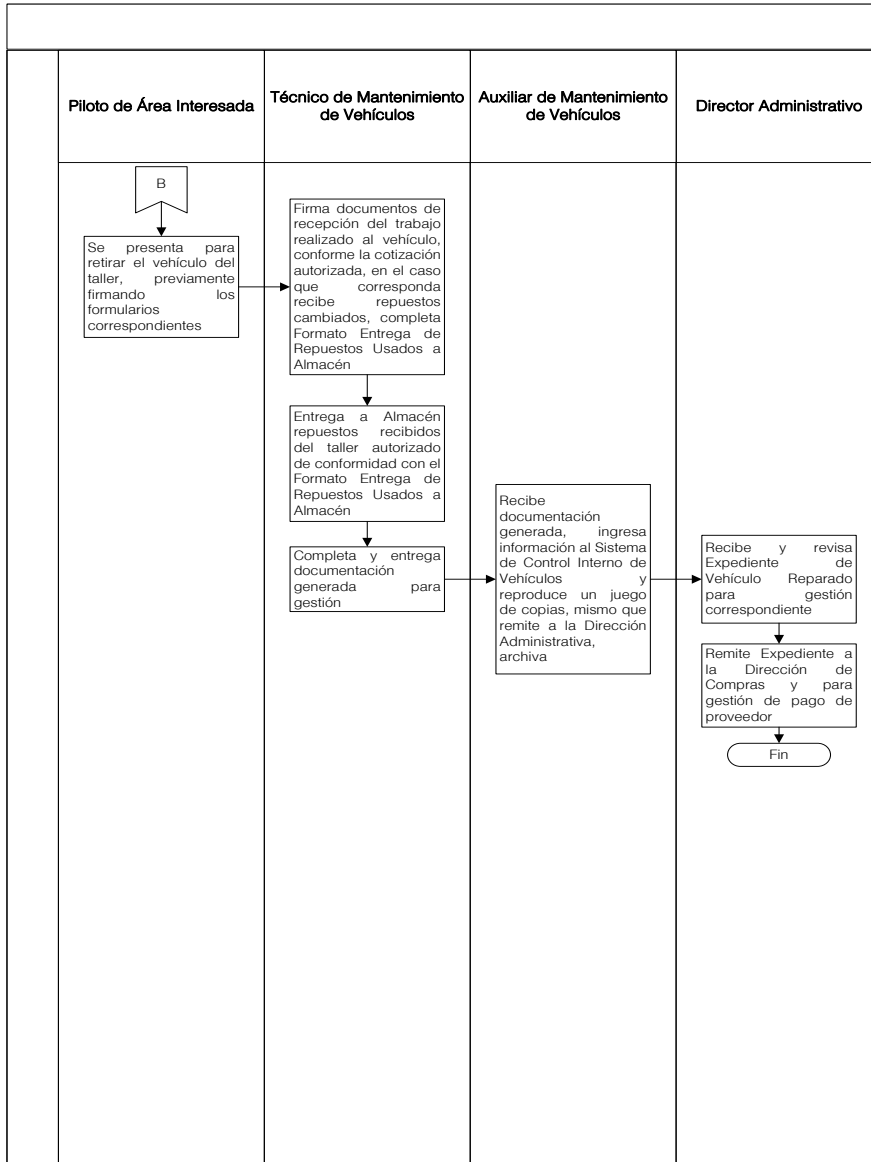 Piloto de Área Interesada
Técnico de Mantenimiento
de Vehículos
Auxiliar de Mantenimiento
de Vehículos
Director Administrativo
B
Se presenta para
retirar el vehículo del
taller, previamente
firmando los
formularios
correspondientes
Firma documentos de
recepción del trabajo
realizado al vehículo,
conforme la cotización
autorizada, en el caso
que corresponda
recibe repuestos
cambiados, completa
Formato Entrega de
Repuestos Usados a
Almacén
Entrega a Almacén
repuestos recibidos
del taller autorizado
de conformidad con el
Formato Entrega de
Repuestos Usados a
Almacén
Completa y entrega
documentación
generada para
gestión
Recibe
documentación
generada, ingresa
información al Sistema
de Control Interno de
Vehículos y
reproduce un juego
de copias, mismo que
remite a la Dirección
Administrativa,
archiva
Recibe y revisa
Expediente de
Vehículo Reparado
para gestión
correspondiente
Remite Expediente a
la Dirección de
Compras y para
gestión de pago de
proveedor
Fin